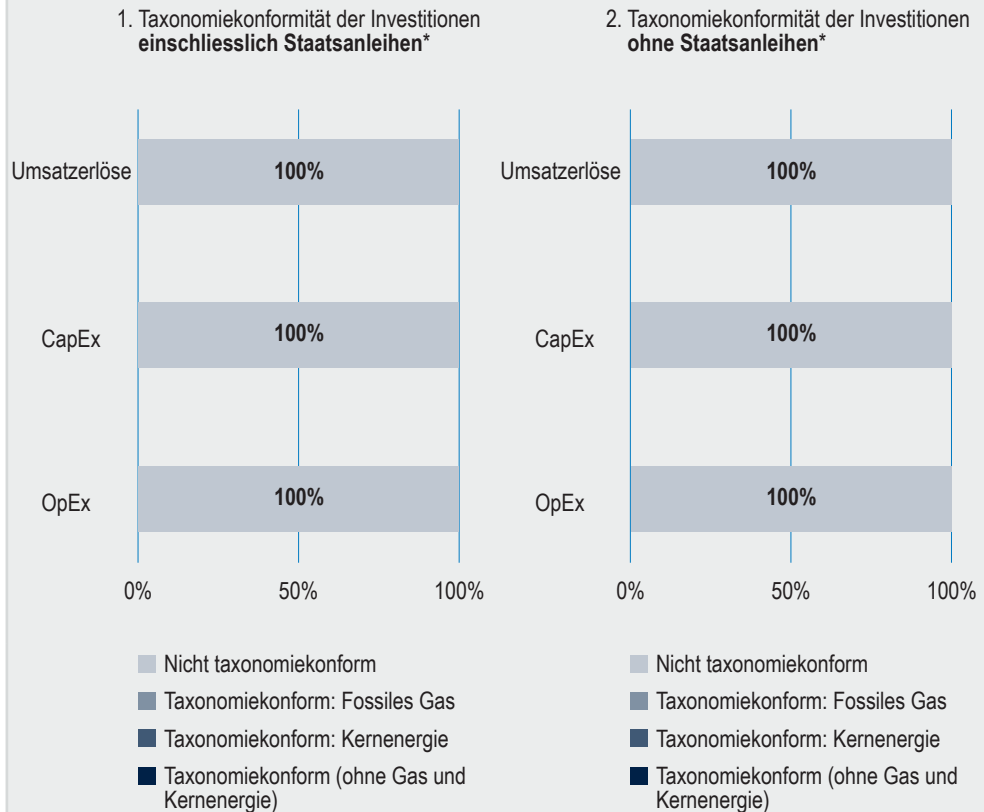 1. Taxonomiekonformität der Investitionen
einschliesslich Staatsanleihen*
Umsatzerlöse
100%
CapEx
100%
OpEx
100%
0%
50%
100%
Nicht taxonomiekonform
Taxonomiekonform: Fossiles Gas
Taxonomiekonform: Kernenergie
Taxonomiekonform (ohne Gas und
Kernenergie)
2. Taxonomiekonformität der Investitionen
ohne Staatsanleihen*
Umsatzerlöse
100%
CapEx
100%
OpEx
100%
0%
50%
100%
Nicht taxonomiekonform
Taxonomiekonform: Fossiles Gas
Taxonomiekonform: Kernenergie
Taxonomiekonform (ohne Gas und
Kernenergie)